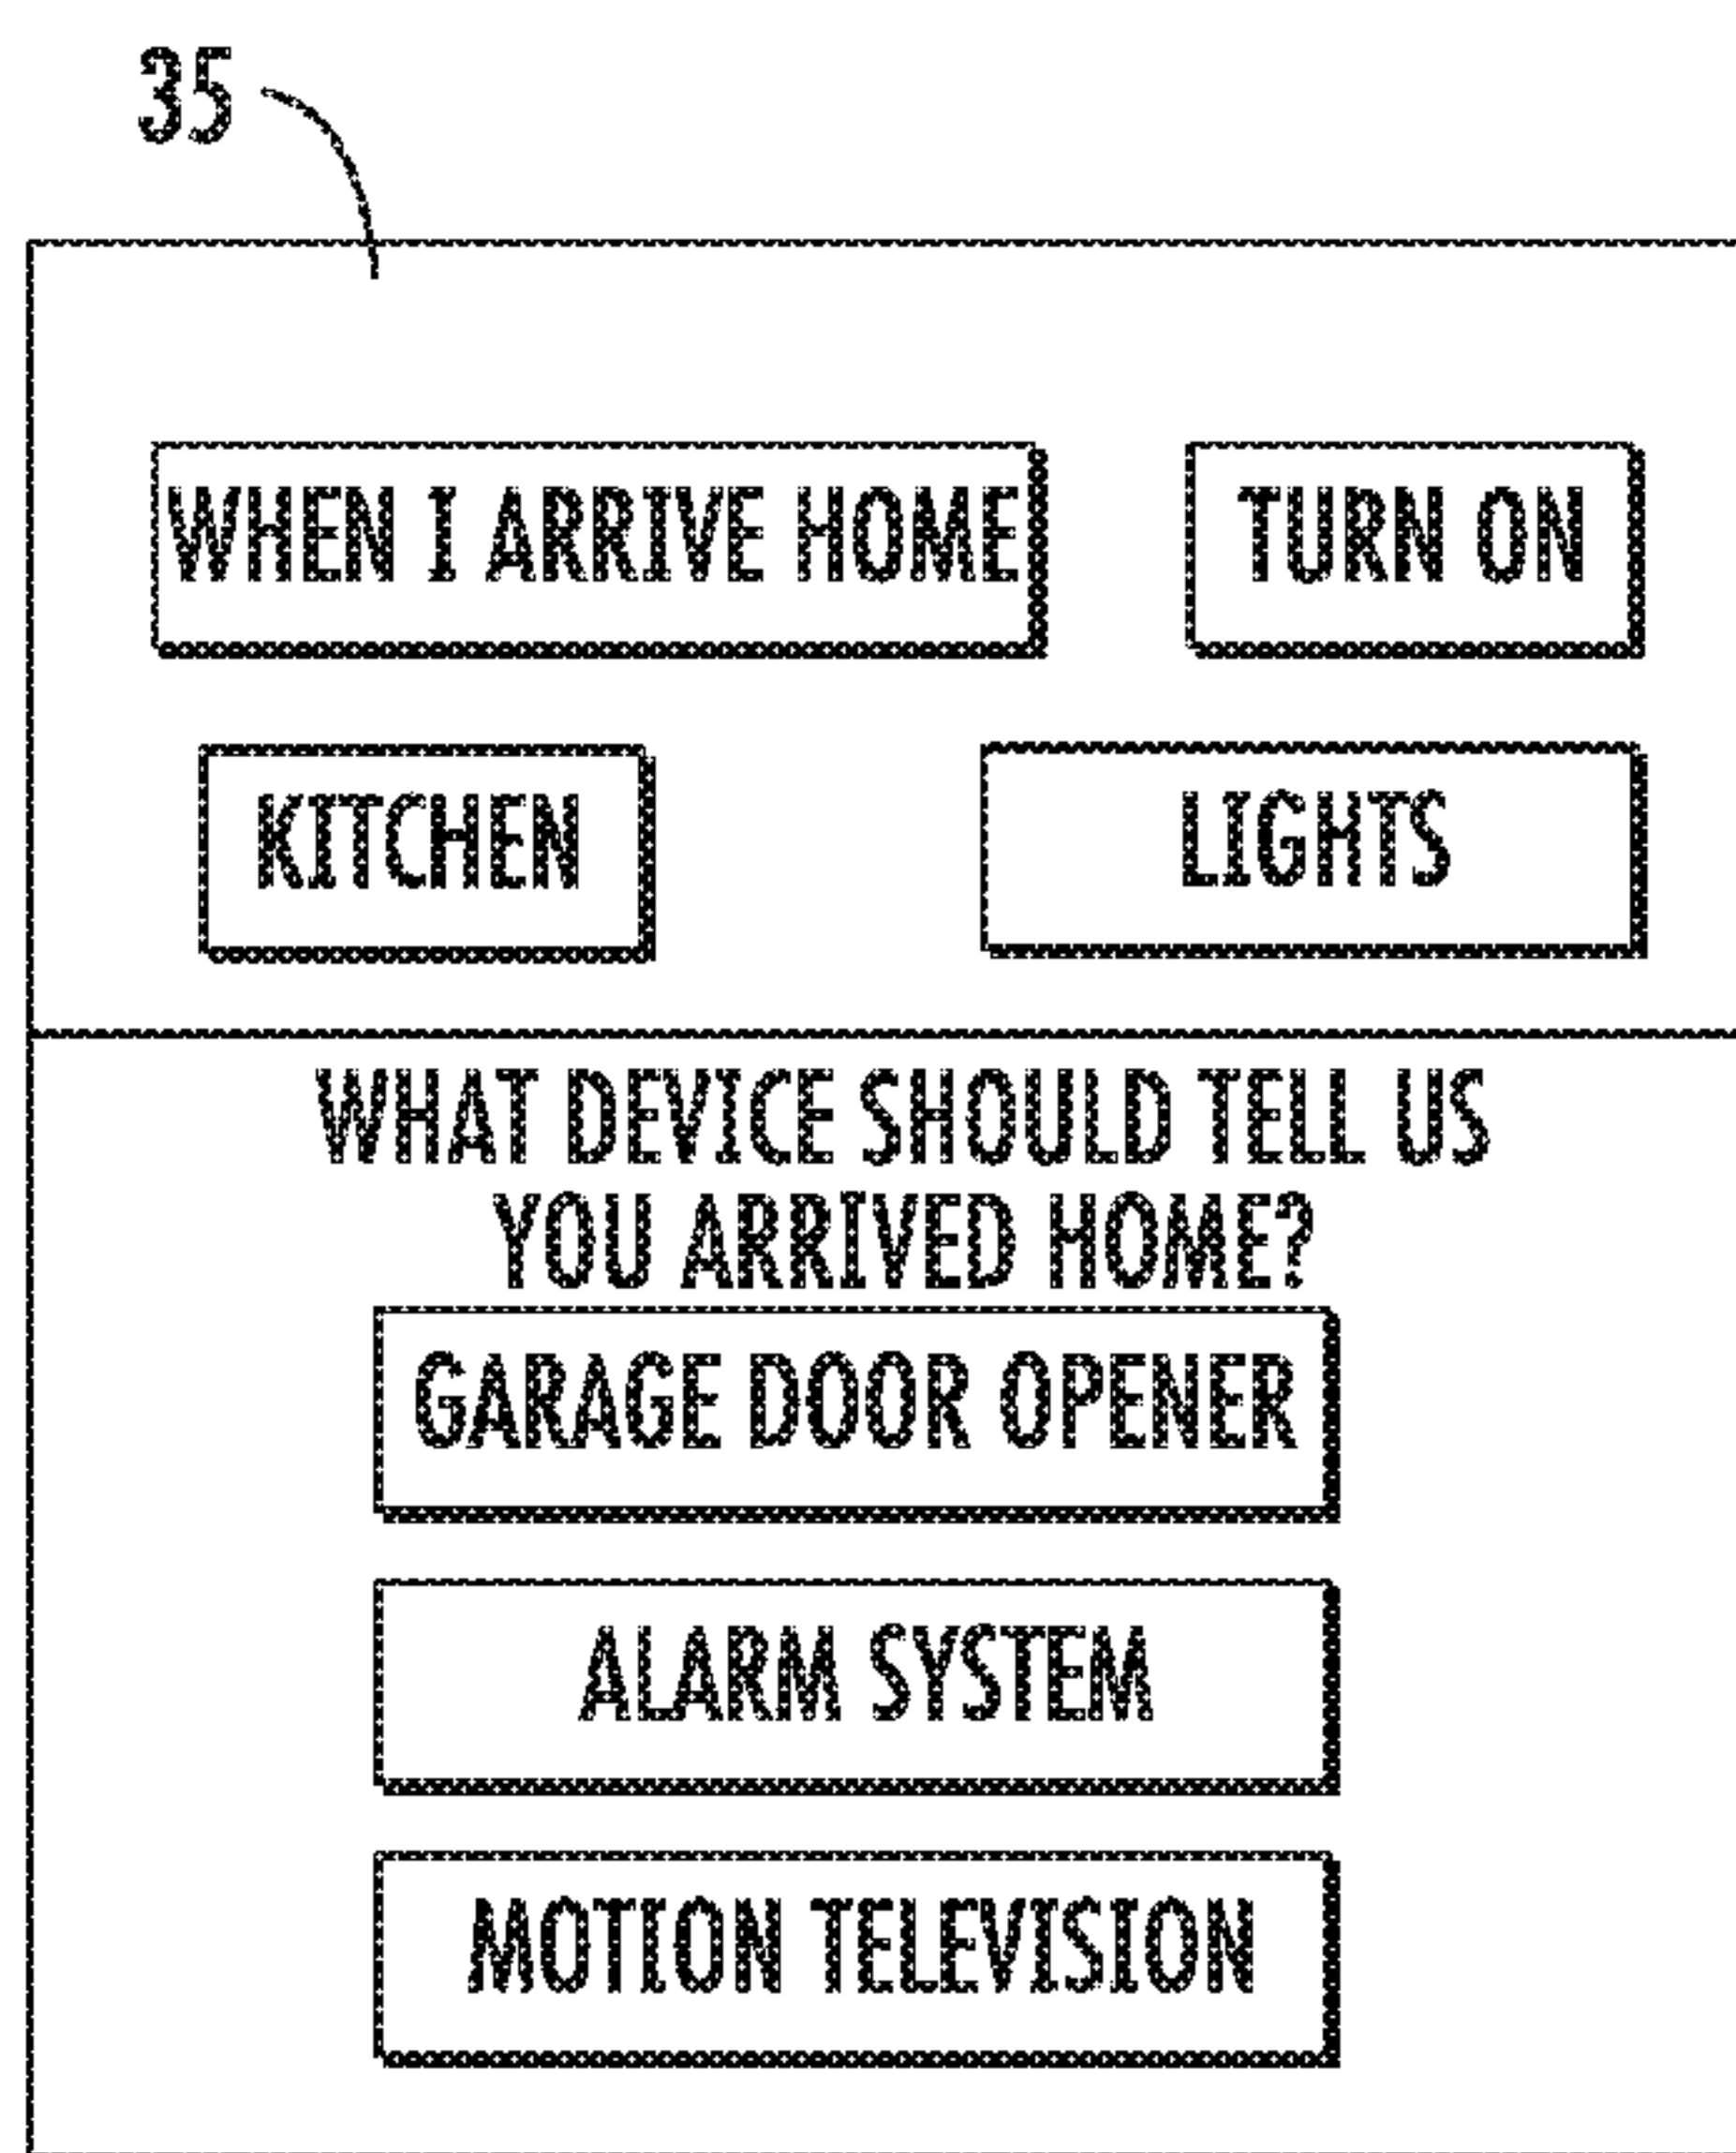 35
WHEN I ARRIVE HOME TURN ON
KITCHEN LIGHTS
WHAT DEVICE SHOULD TELL US
YOU ARRIVED HOME?
GARAGE DOOR OPENER
ALARM SYSTEM
MOTION TELEVISION